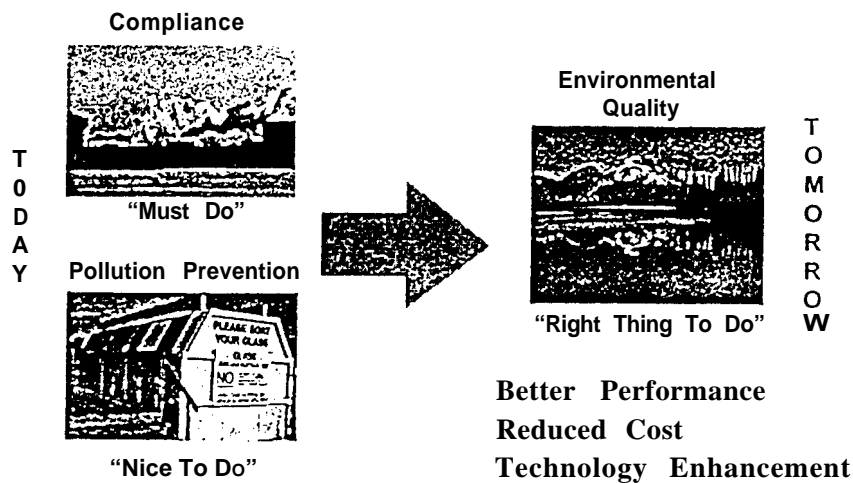 Compliance
"Must Do"
T
0
D
A
Y
Pollution Prevention
PLEASE SORT
YOUR GLASS
GLASS
NO
"Nice To Do"
Environmental
Quality
"Right Thing To Do"
T
O
M
O
R
R
O
W
Better Performance
Reduced Cost
Technology Enhancement